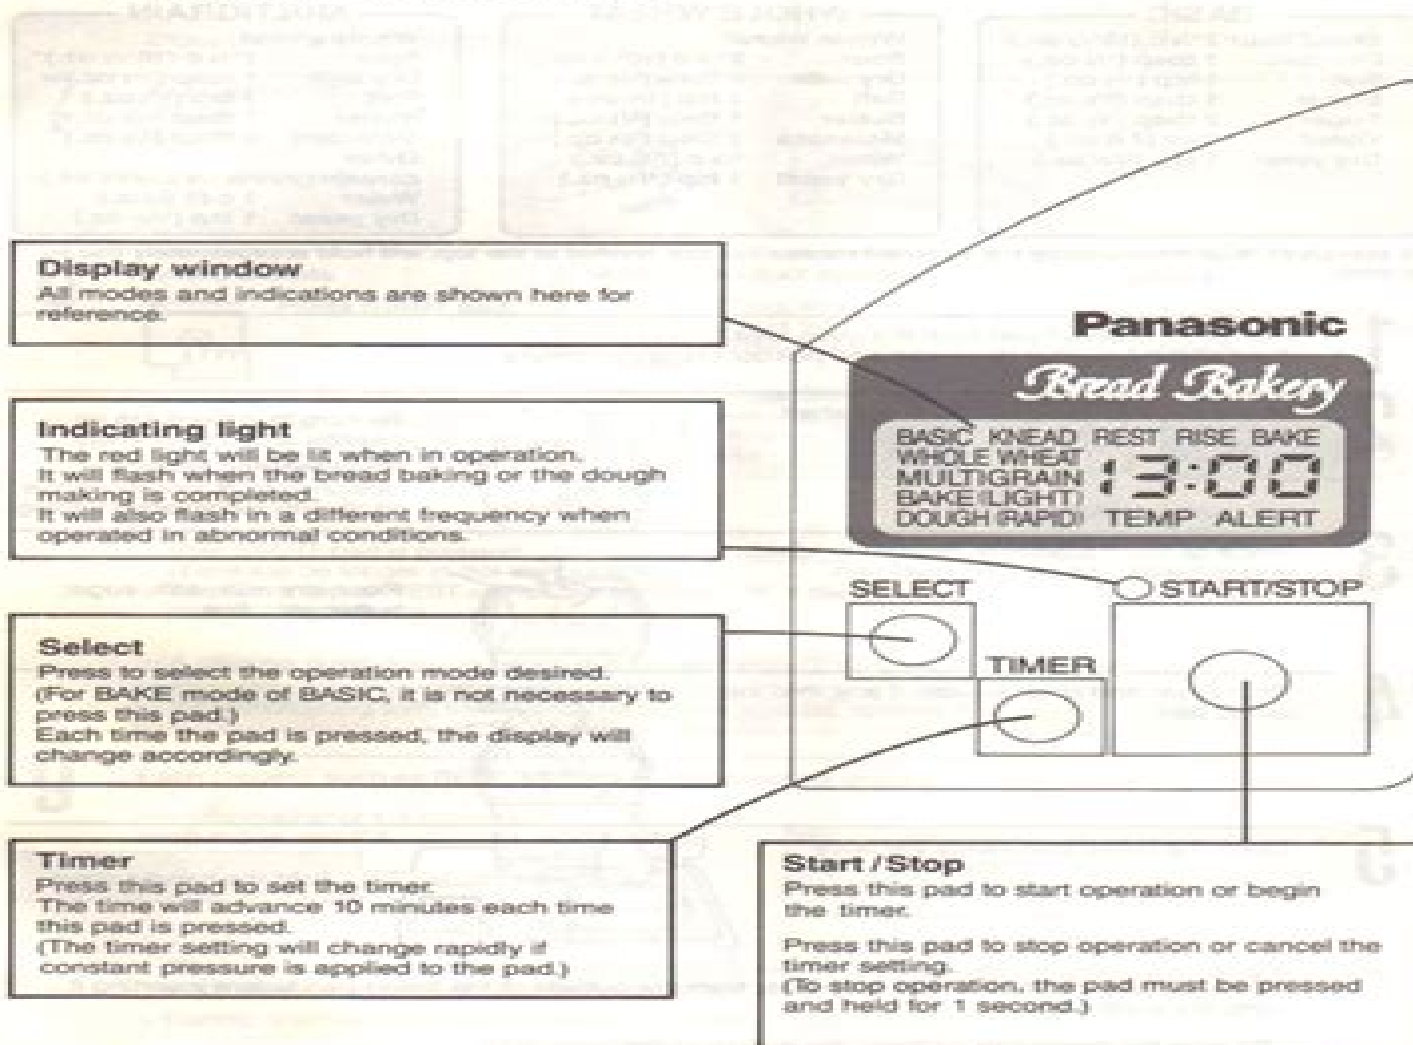 Display window
All modes and indications are shown here for
reference.
Indicating light
The red light will be lit when in operation.
It will flash when the bread baking or the dough
making is completed.
It will also flash in a different frequency when
operated in abnormal conditions.
Select
Press to select the operation mode desired.
(For BAKE mode of BASIC, it is not necessary to
press this pad.)
Each time the pad is pressed, the display will
change accordingly.
Timer
Press this pad to set the timer.
The time will advance 10 minutes each time
this pad is pressed.
(The timer setting will change rapidly if
constant pressure is applied to the pad.)
Panasonic
Bread Bakery
BASIC KNEAD REST RISE BAKE
WHOLE WHEAT
MULTIGRAIN 13:00
BAKE (LIGHT)
DOUGH (RAPID) TEMP ALERT
SELECT
START/STOP
TIMER
Start/Stop
Press this pad to start operation or begin
the timer.
Press this pad to stop operation or cancel the
timer setting.
(To stop operation, the pad must be pressed
and held for 1 second.)